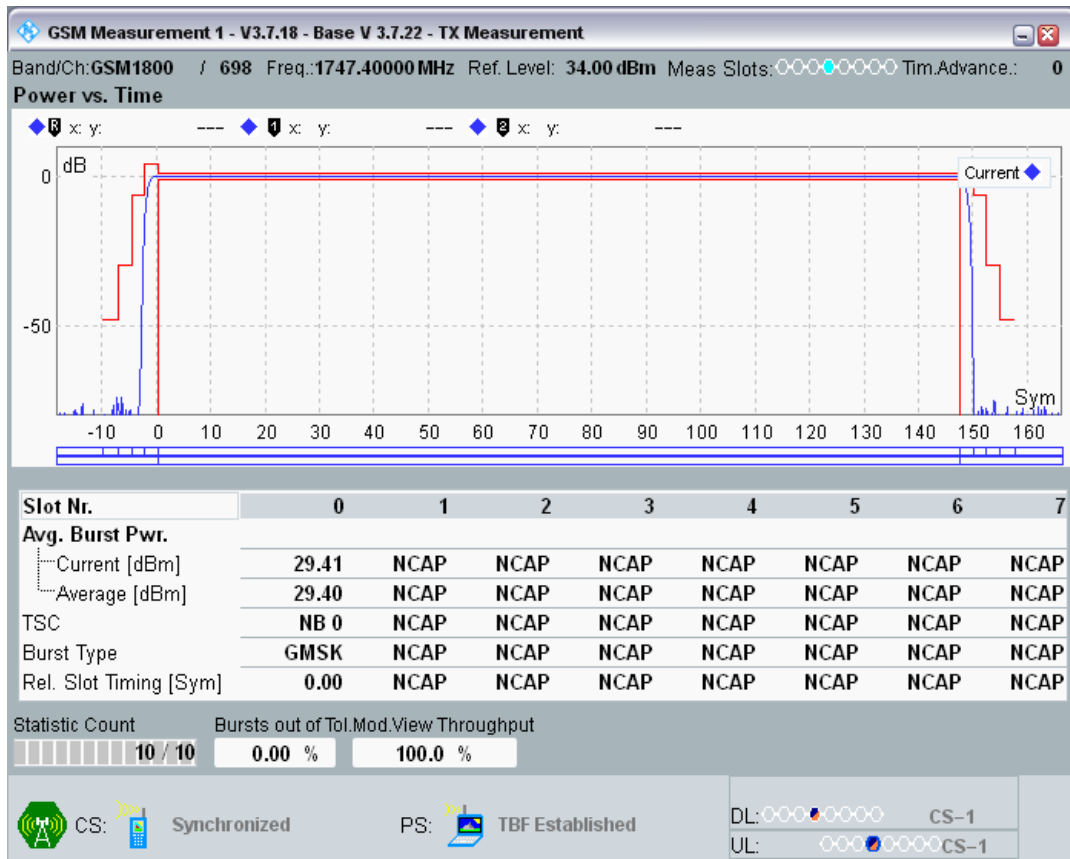 GSM Measurement 1 - V3.7.18 - Base V 3.7.22 - TX Measurement
Band/Ch:GSM1800 / 698 Freq.:1747.40000 MHz Ref. Level: 34.00 dBm Meas Slots: Tim.Advance.: 0
Power vs. Time
R x: y: --- 1 x: y: --- 2 x: y: ---
dB
Current
0
-50
Sym
-10 0 10 20 30 40 50 60 70 80 90 100 110 120 130 140 150 160
Slot Nr. 0 1 2 3 4 5 6 7
Avg. Burst Pwr.
Current [dBm] 29.41 NCAP NCAP NCAP NCAP NCAP NCAP NCAP
Average [dBm] 29.40 NCAP NCAP NCAP NCAP NCAP NCAP NCAP
TSC NB 0 NCAP NCAP NCAP NCAP NCAP NCAP NCAP
Burst Type GMSK NCAP NCAP NCAP NCAP NCAP NCAP NCAP
Rel. Slot Timing [Sym] 0.00 NCAP NCAP NCAP NCAP NCAP NCAP NCAP
Statistic Count Bursts out of Tol.Mod.View Throughput
10 / 10 0.00 % 100.0 %
CS: Synchronized PS: TBF Established DL: CS-1
UL: CS-1